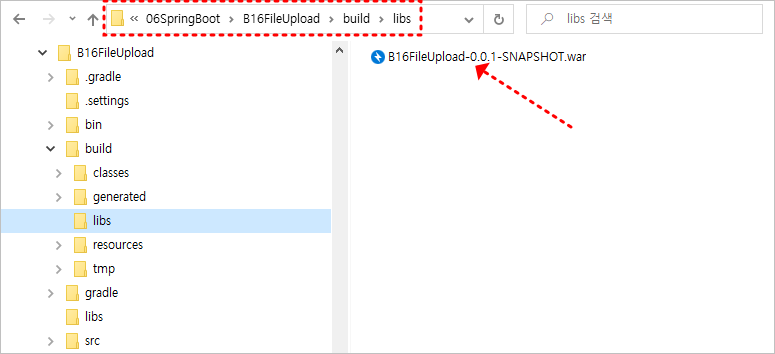 « 06SpringBoot > B16FileUpload > build > libs
libs 검색
B16FileUpload
.gradle
.settings
bin
build
classes
generated
libs
resources
tmp
gradle
libs
src
B16FileUpload-0.0.1-SNAPSHOT.war